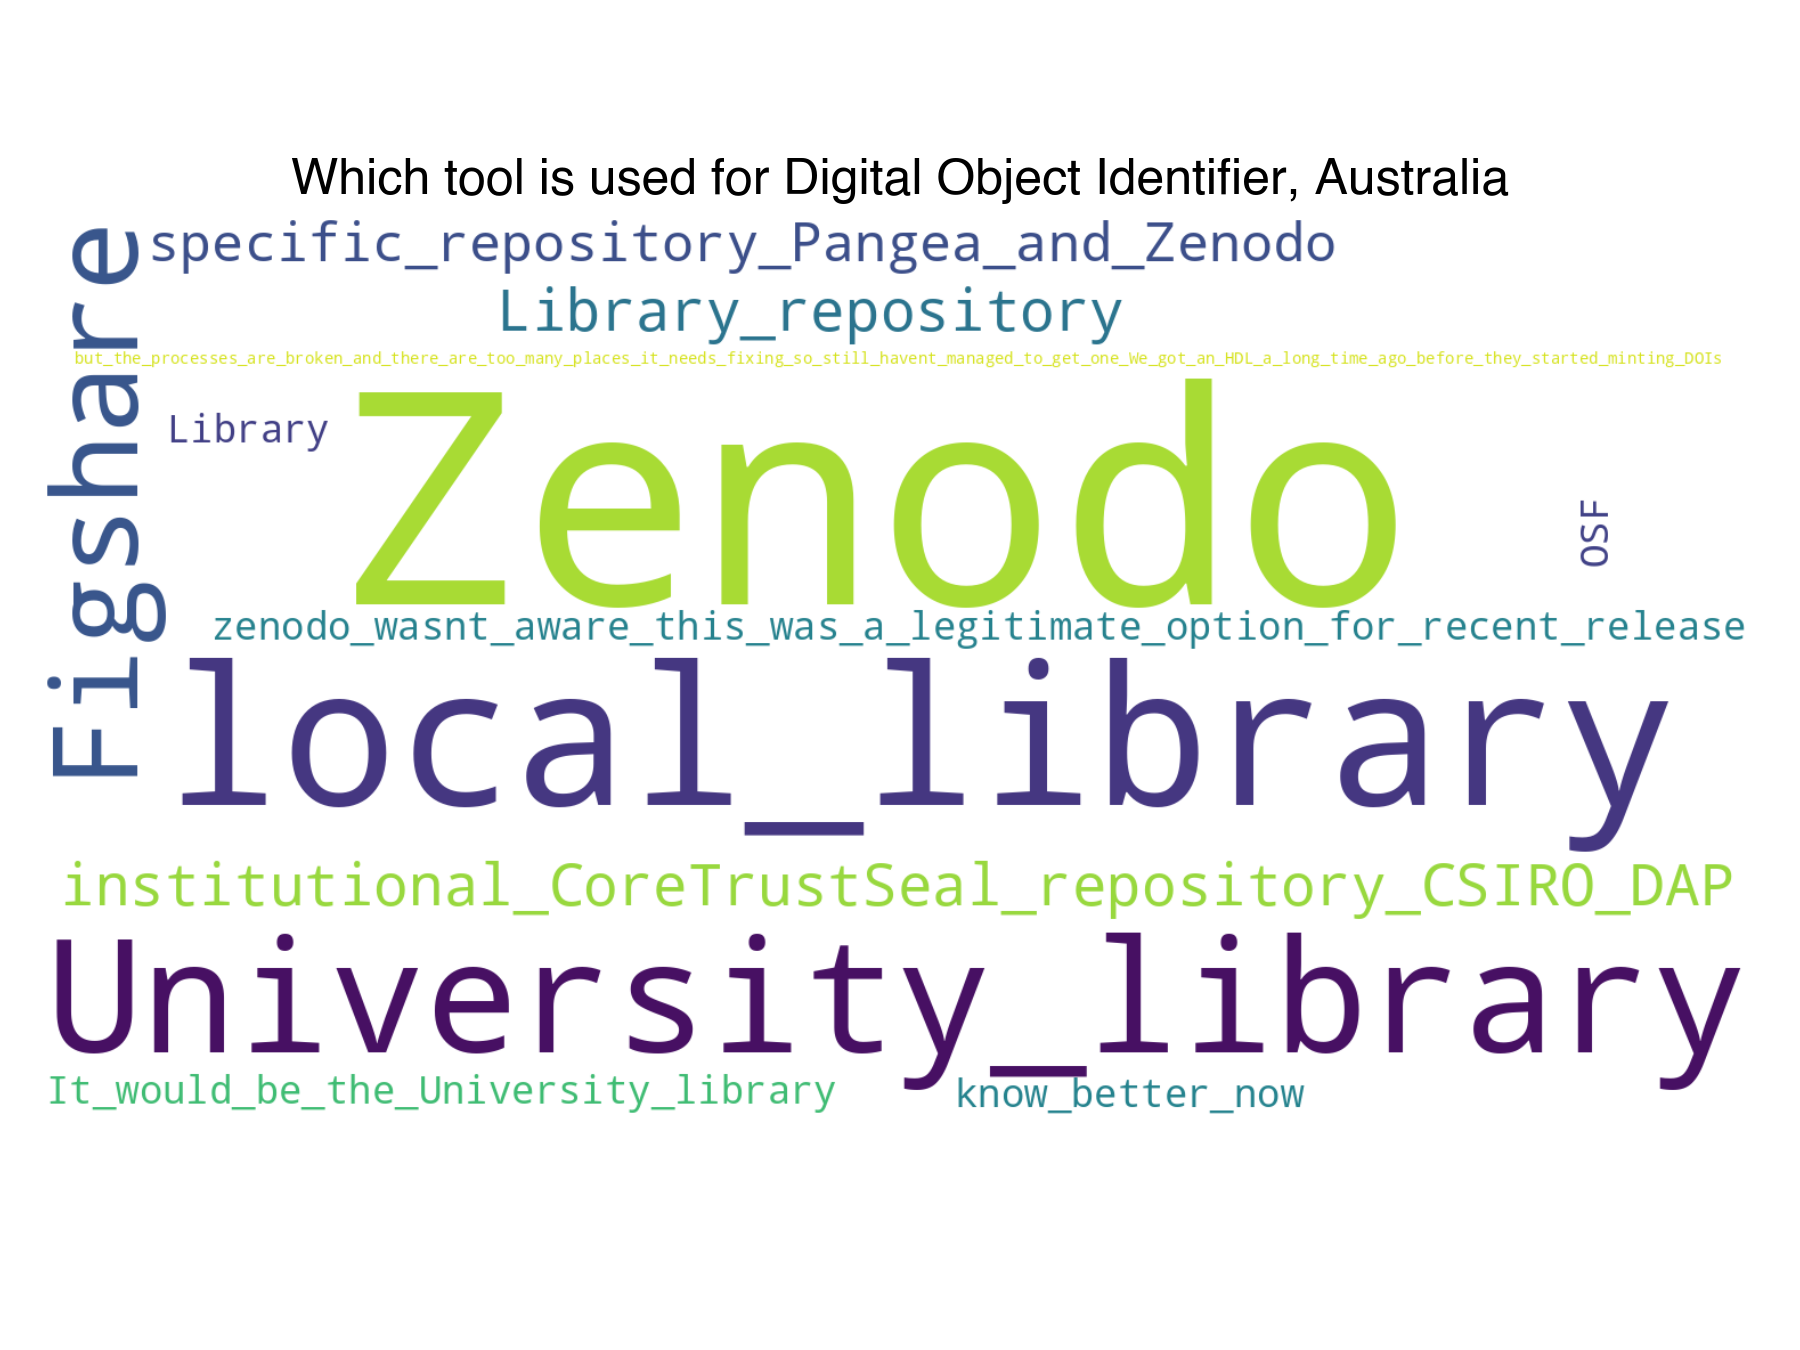 Which tool is used for Digital Object Identifier, Australia
specific_repository_Pangea_and_Zenodo
Figshare
Library_repository
but_the_processes_are_broken_and_there_are_too_many_places_it_needs_fixing_so_still_havent_managed_to_get_one_We_got_an_HDL_a_long_time_ago_before_they_started_minting_DOIs
Library
Zenodo
OSF
zenodo_wasnt_aware_this_was_a_legitimate_option_for_recent_release
local_library
institutional_CoreTrustSeal_repository_CSIRO_DAP
University_library
It_would_be_the_University_library
know_better_now